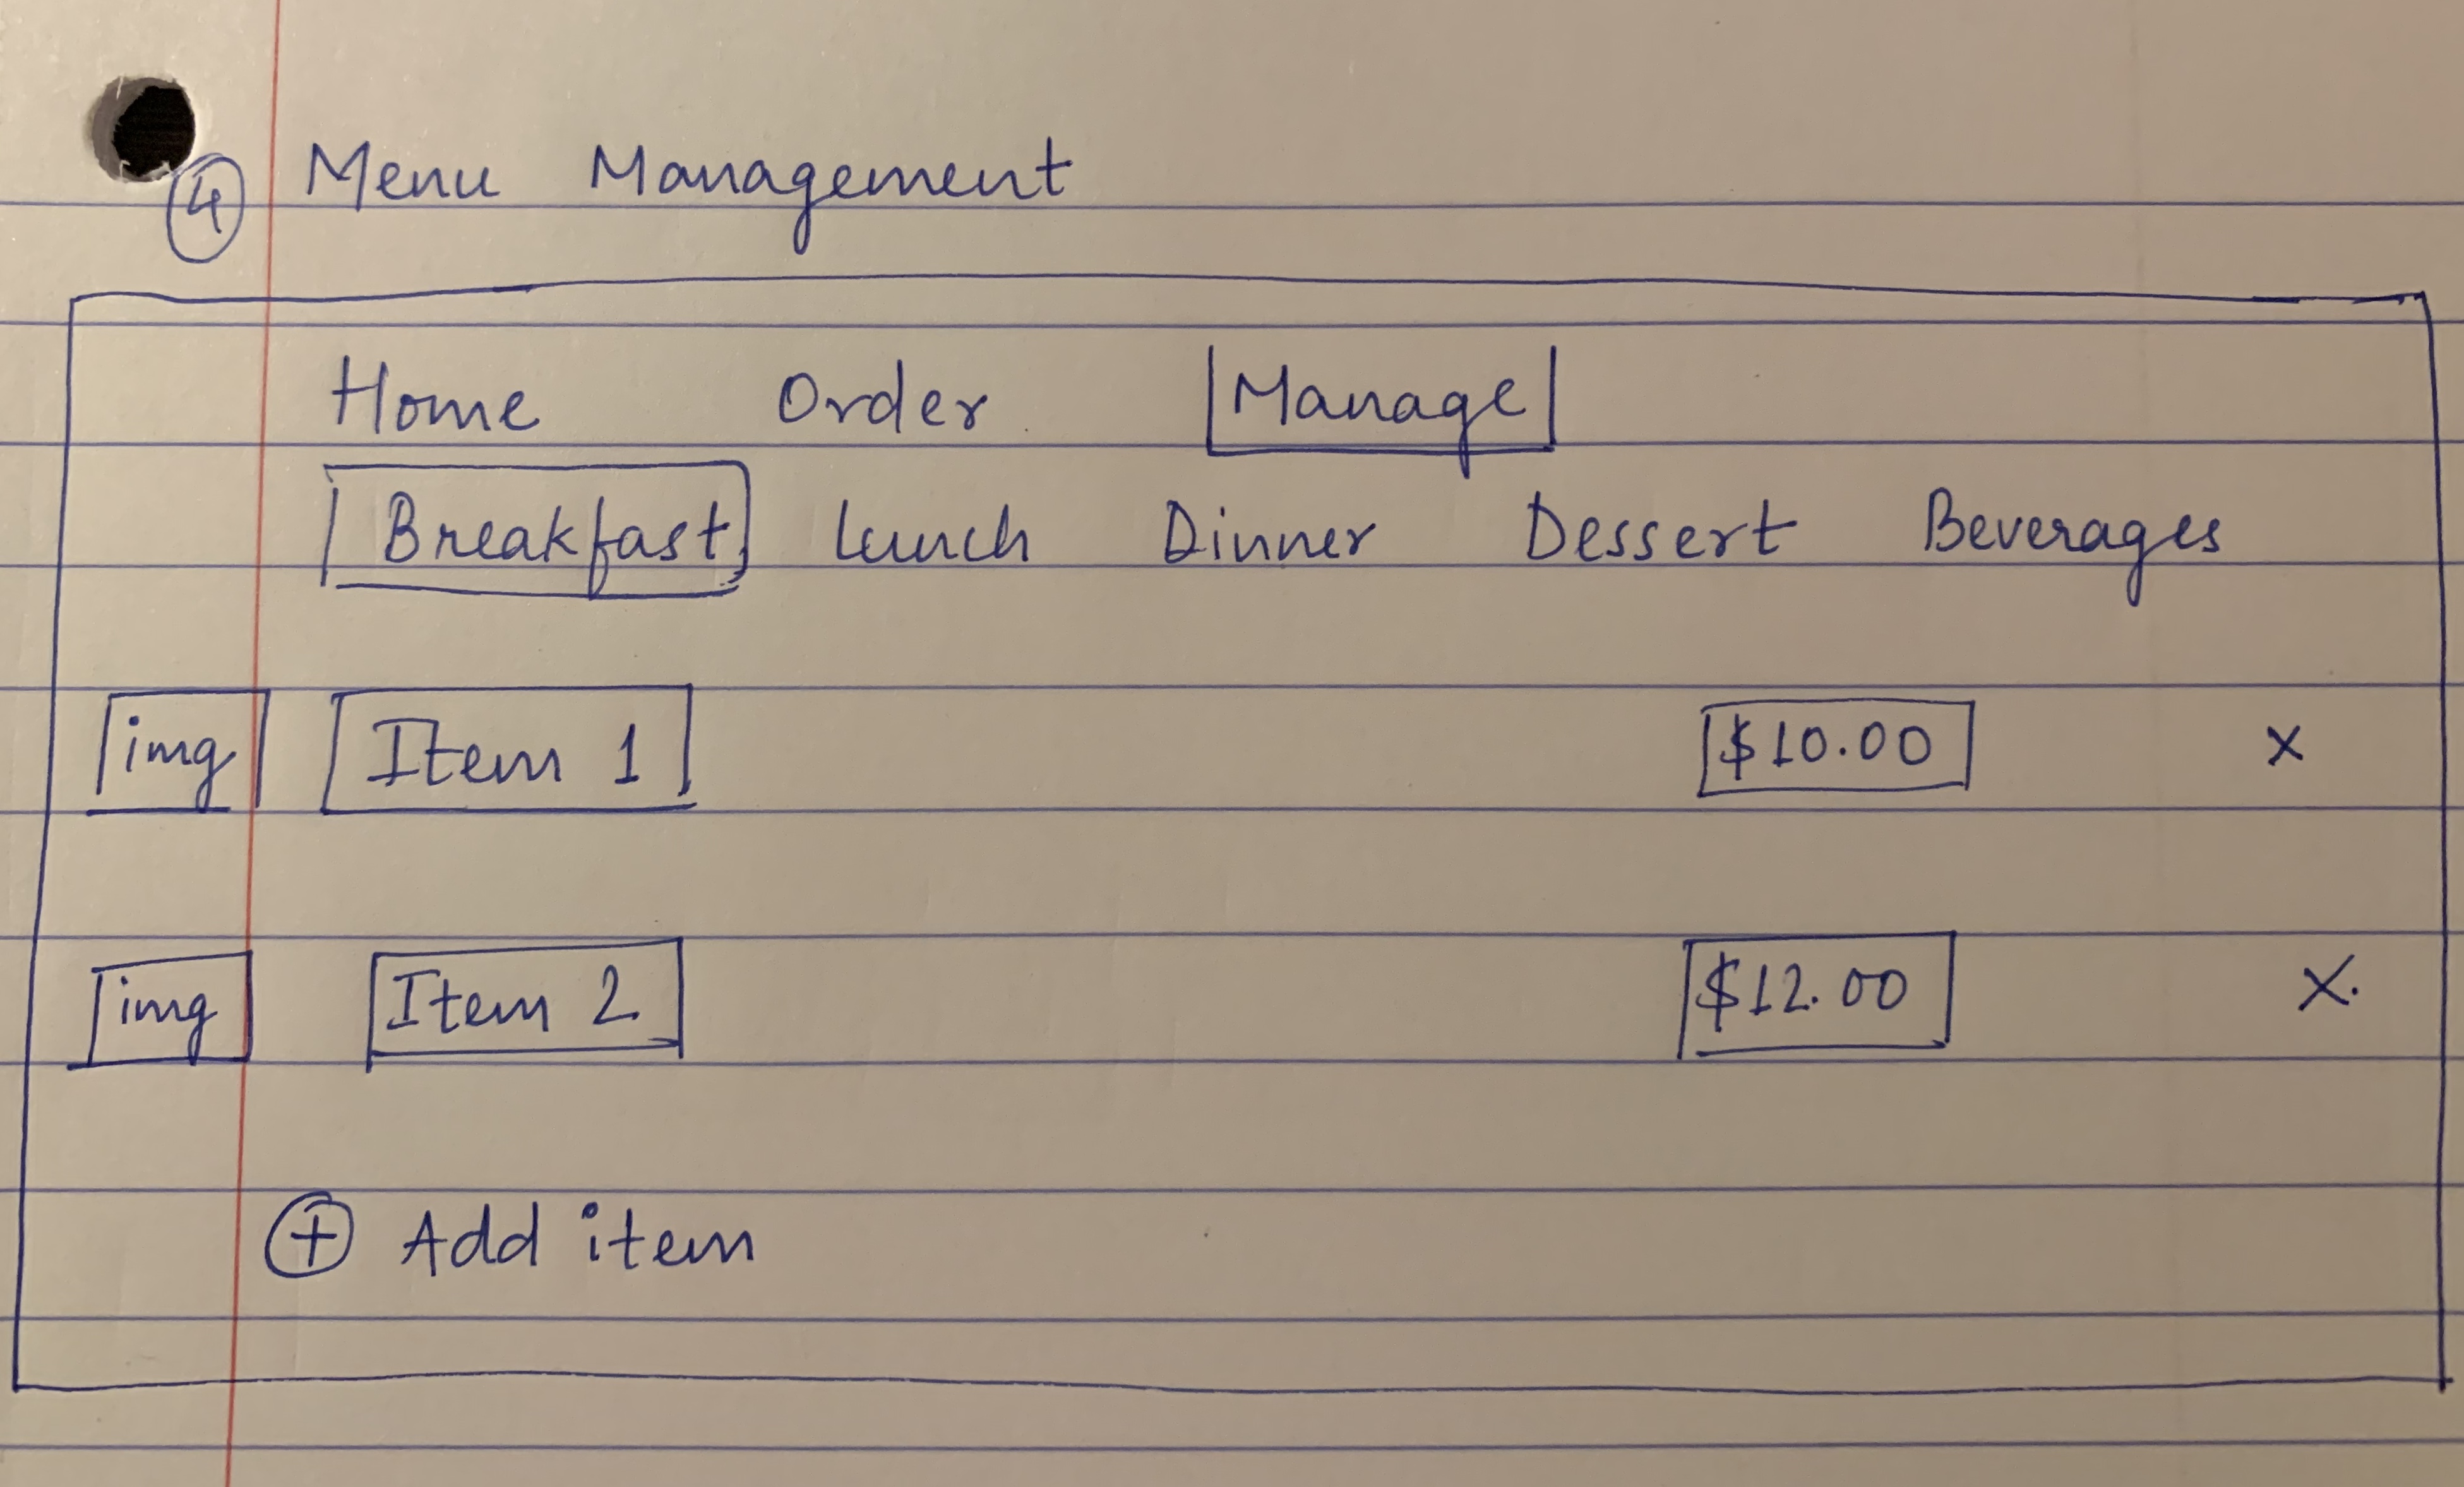 4 Menu Management
Home Order Manage
Breakfast Lunch Dinner Dessert Beverages
img Item 1 $10.00 x
img Item 2 $12.00 X.
+ Add item